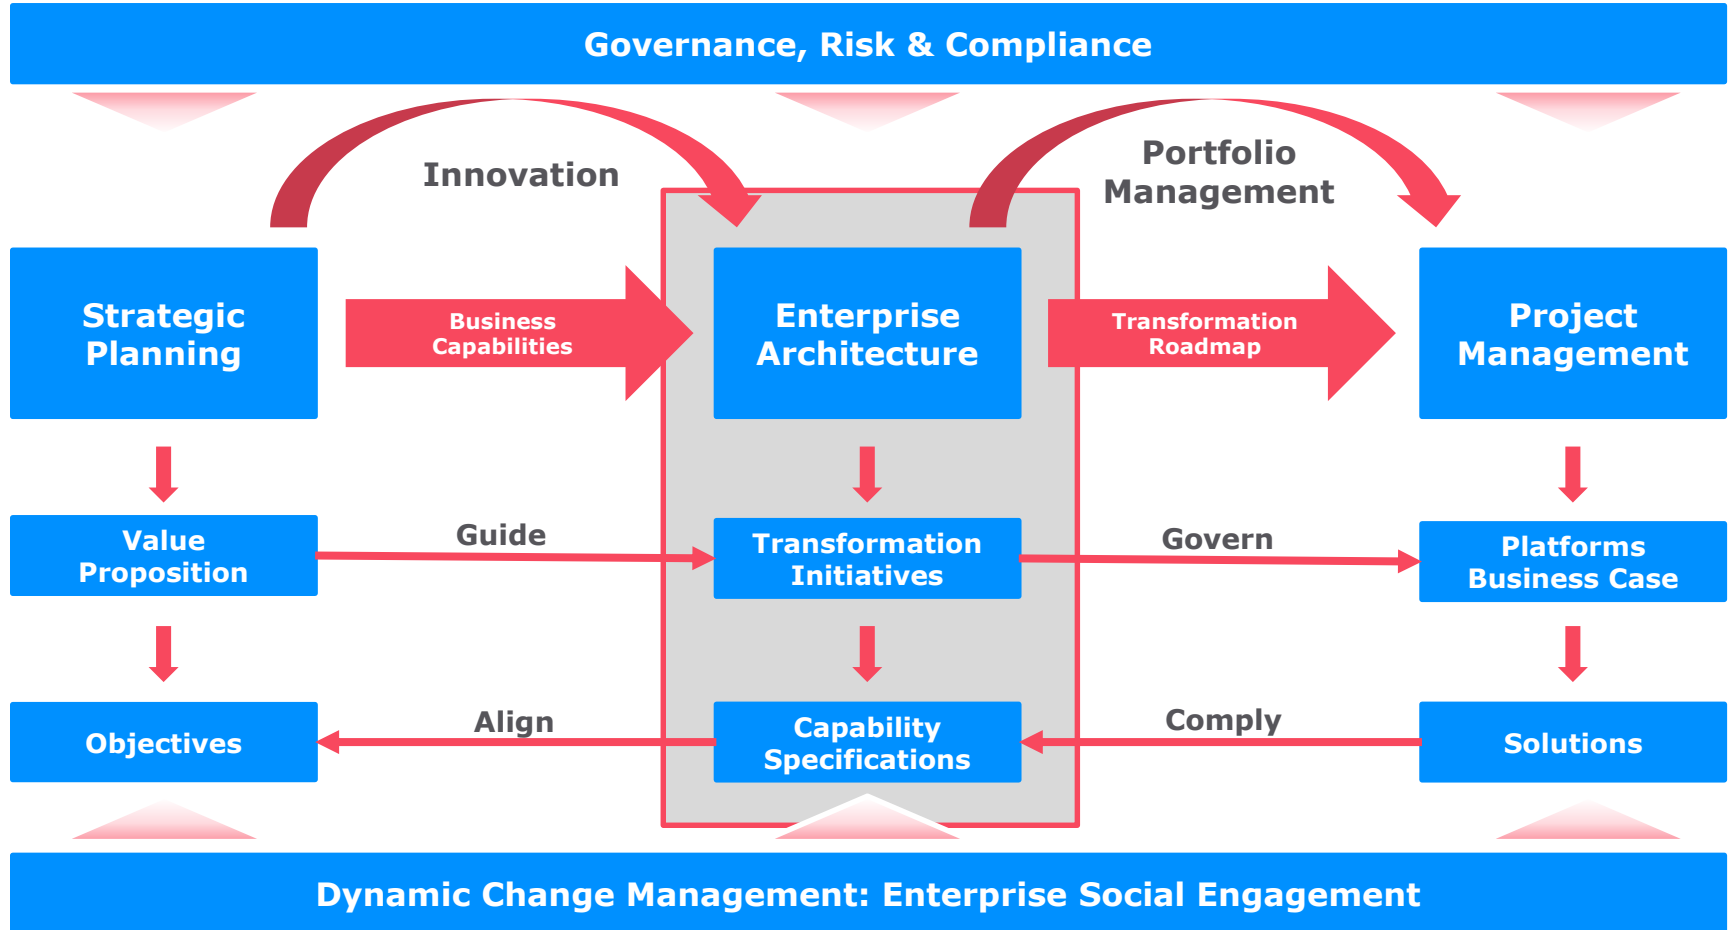 Governance, Risk & Compliance
Innovation
Portfolio
Management
Strategic
Planning
Business
Capabilities
Enterprise
Architecture
Transformation
Roadmap
Project
Management
Value
Proposition
Guide
Transformation
Initiatives
Govern
Platforms
Business Case
Objectives
Align
Capability
Specifications
Comply
Solutions
Dynamic Change Management: Enterprise Social Engagement